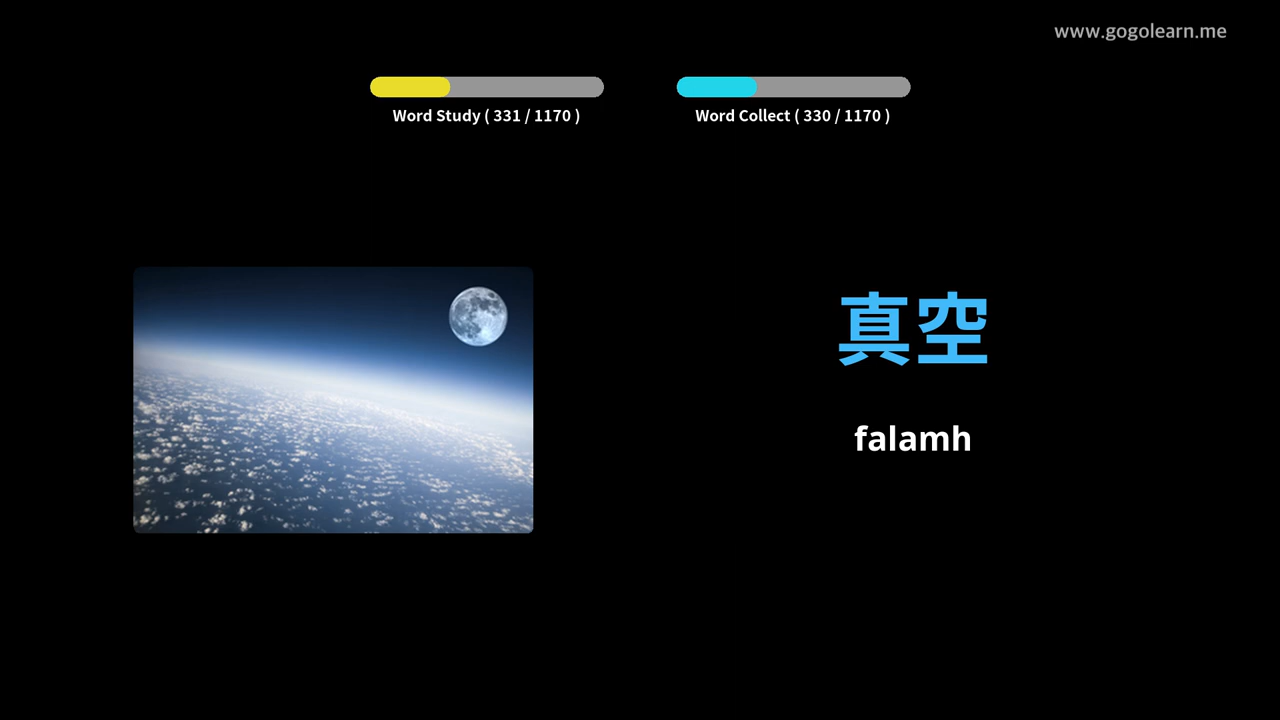 www.gogolearn.me
Word Study ( 331 / 1170 )
Word Collect ( 330 / 1170 )
真空
falamh